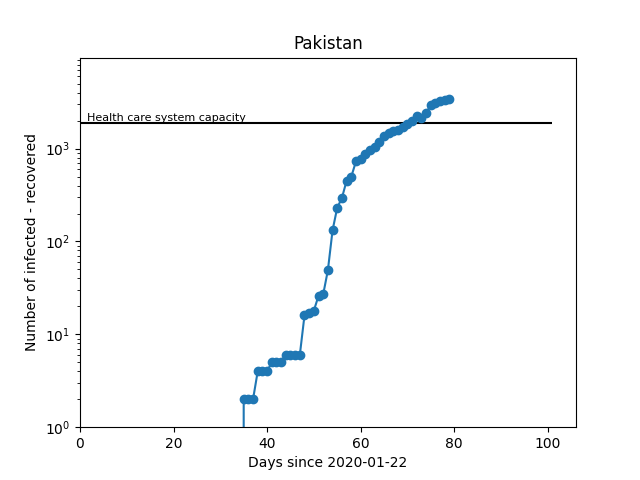 Pakistan
Health care system capacity
Number of infected - recovered
10³
10²
10¹
10⁰
0 20 40 60 80 100
Days since 2020-01-22